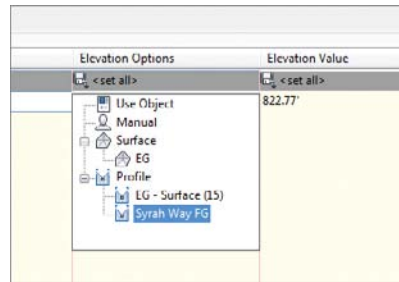 Elevation Options Elevation Value
<set all> <set all>
Use Object 822.77'
Manual
Surface
EG
Profile
EG - Surface (15)
Syrah Way FG